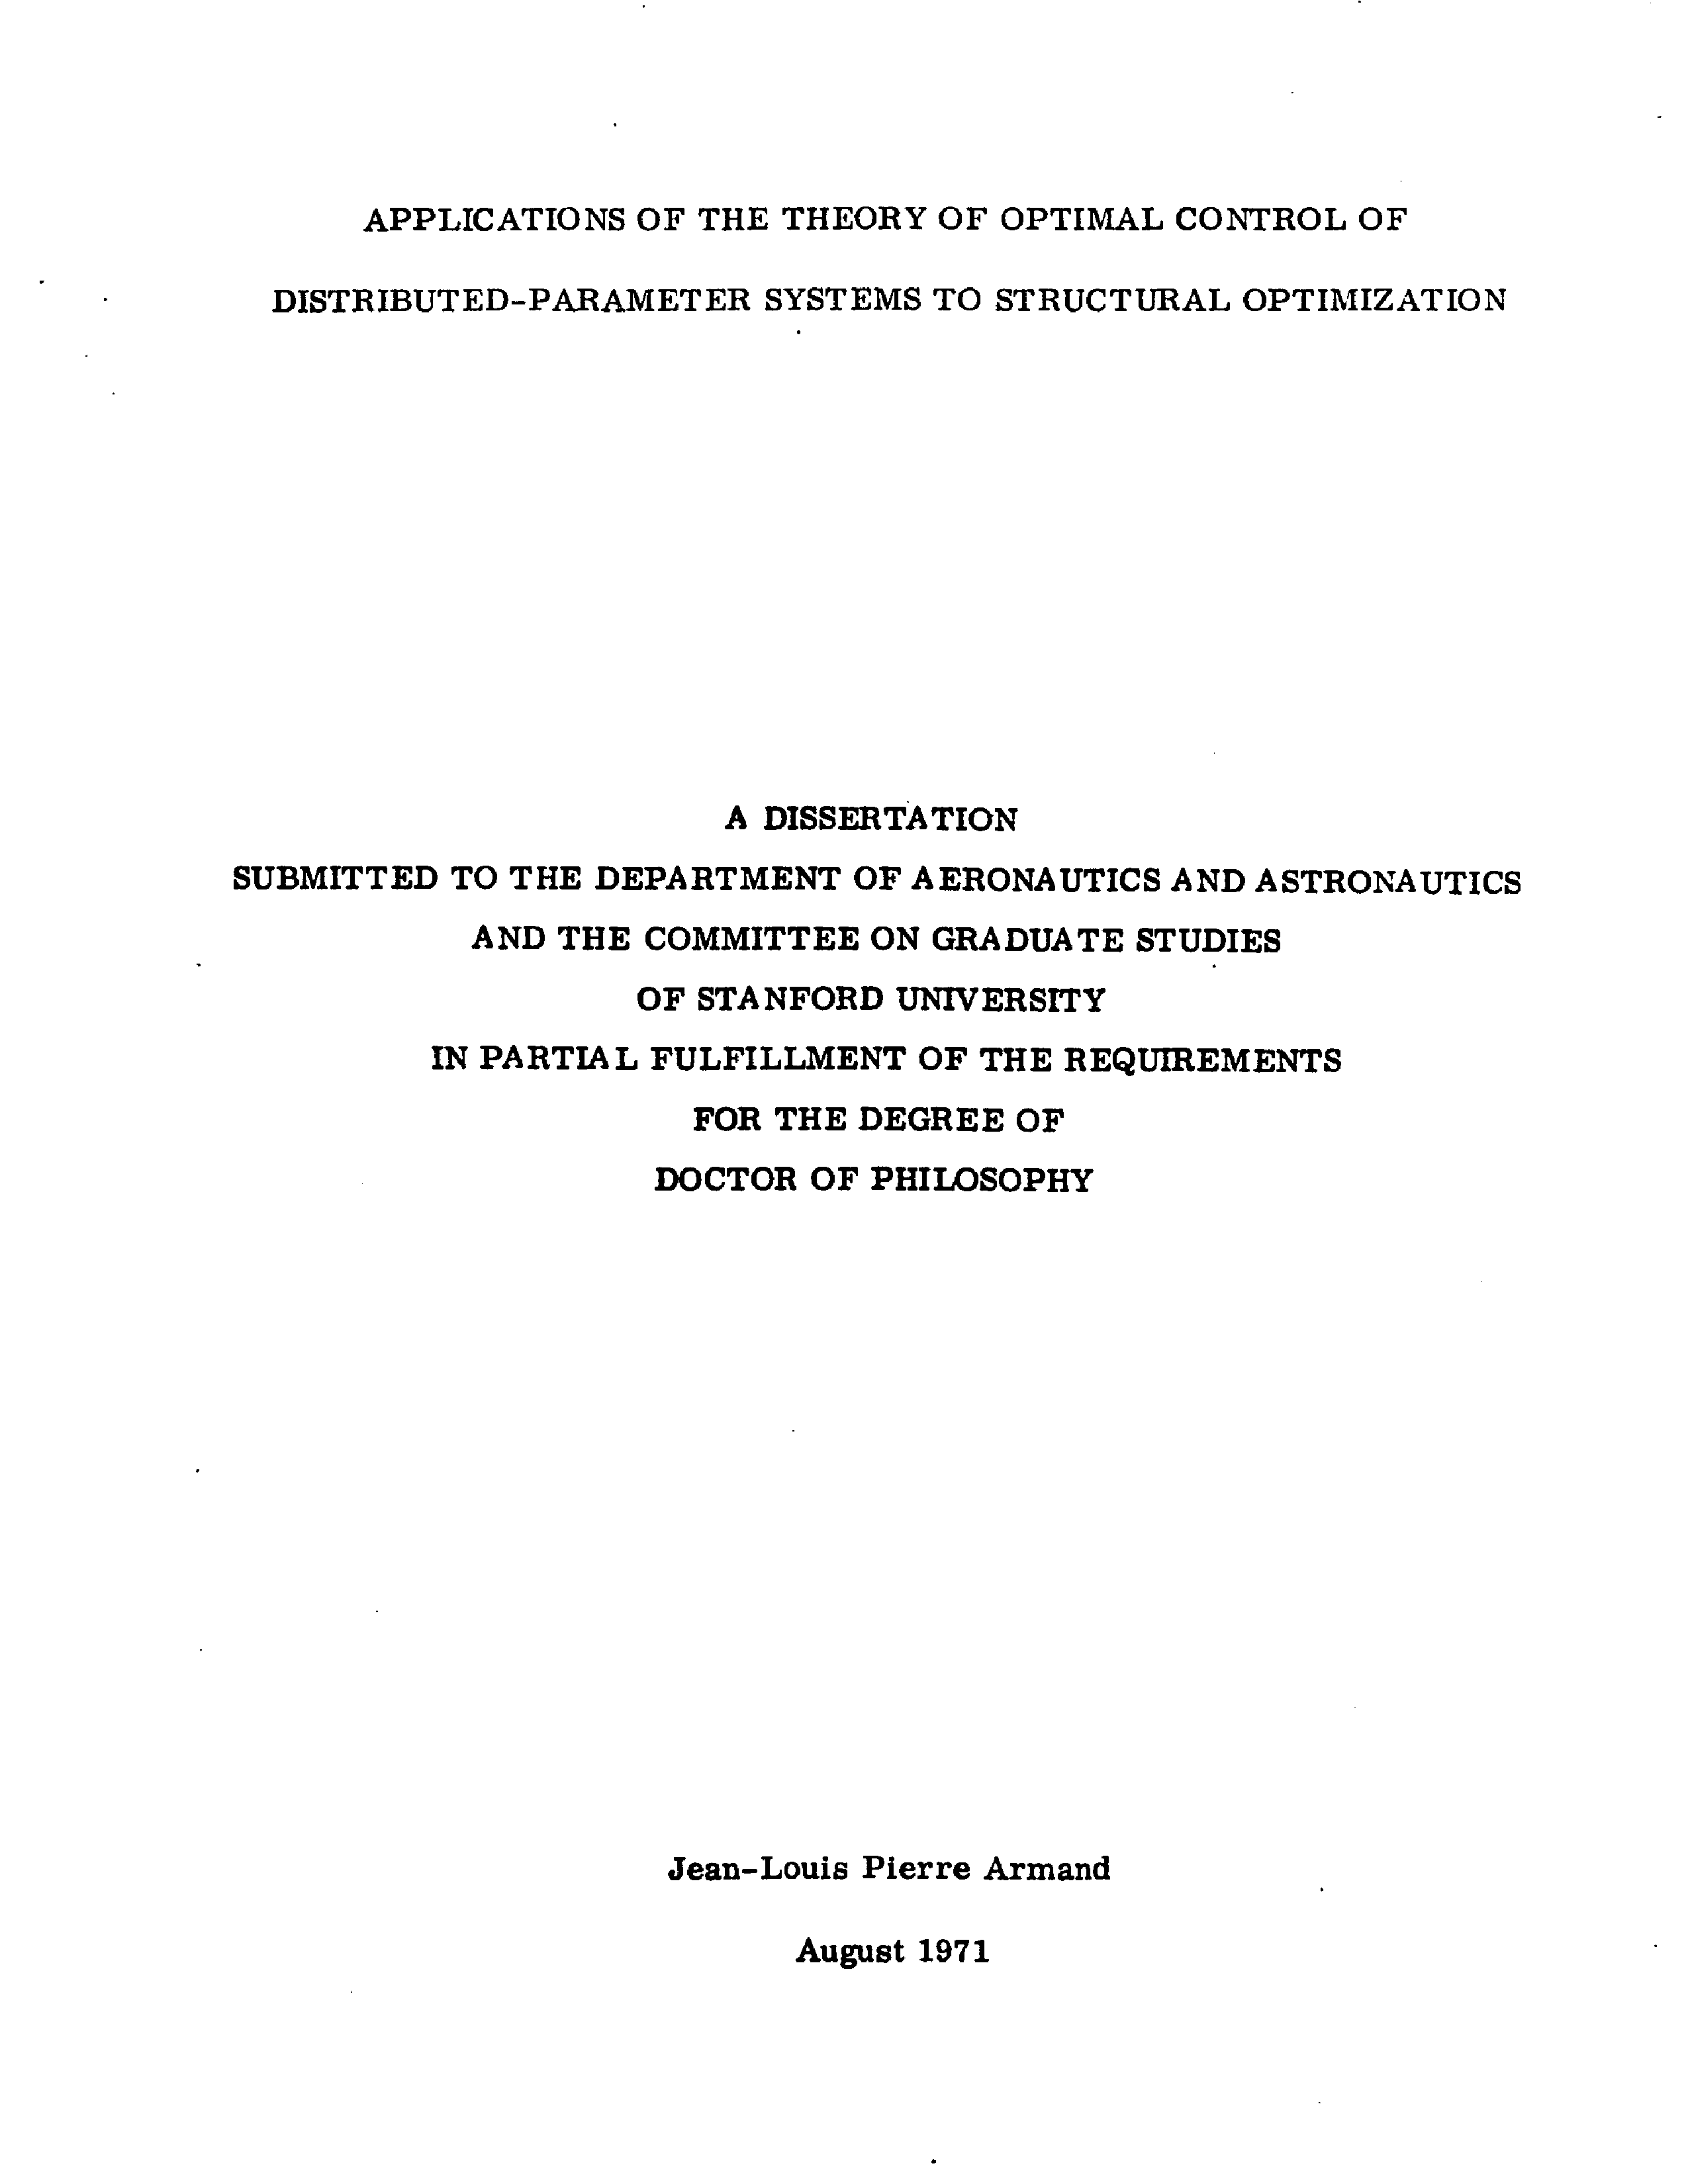 APPLICATIONS OF THE THEORY OF OPTIMAL CONTROL OF
DISTRIBUTED-PARAMETER SYSTEMS TO STRUCTURAL OPTIMIZATION
A DISSERTATION
SUBMITTED TO THE DEPARTMENT OF AERONAUTICS AND ASTRONAUTICS
AND THE COMMITTEE ON GRADUATE STUDIES
OF STANFORD UNIVERSITY
IN PARTIAL FULFILLMENT OF THE REQUIREMENTS
FOR THE DEGREE OF
DOCTOR OF PHILOSOPHY
Jean-Louis Pierre Armand
August 1971